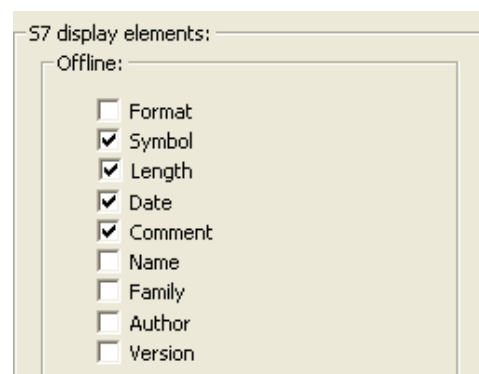 S7 display elements:
Offline:
Format
Symbol
Length
Date
Comment
Name
Family
Author
Version